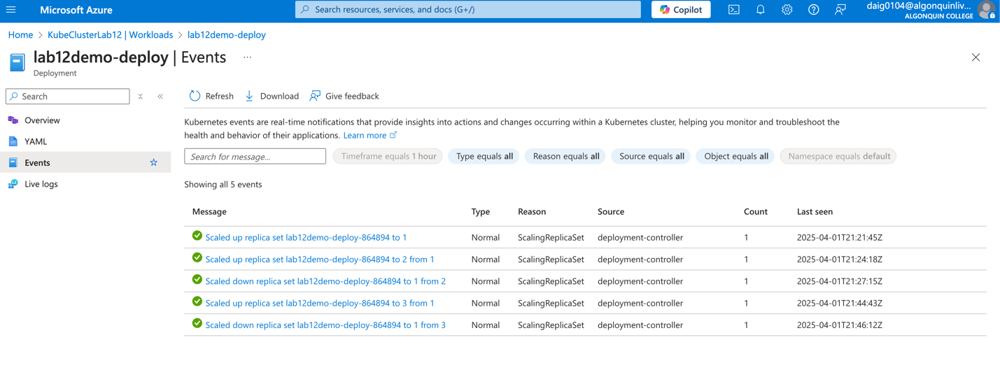 Microsoft Azure
Search resources, services, and docs (G+/)
Copilot
daig0104@algonquinliv...
ALGONQUIN COLLEGE
Home > KubeClusterLab12 | Workloads > lab12demo-deploy
lab12demo-deploy | Events ...
Deployment
Search
Refresh Download Give feedback
Overview
YAML
Events
Live logs
Kubernetes events are real-time notifications that provide insights into actions and changes occurring within a Kubernetes cluster, helping you monitor and troubleshoot the
health and behavior of their applications. Learn more
Search for message... Timeframe equals 1 hour Type equals all Reason equals all Source equals all Object equals all Namespace equals default
Showing all 5 events
Message Type Reason Source Count Last seen
Scaled up replica set lab12demo-deploy-864894 to 1 Normal ScalingReplicaSet deployment-controller 1 2025-04-01T21:21:45Z
Scaled up replica set lab12demo-deploy-864894 to 2 from 1 Normal ScalingReplicaSet deployment-controller 1 2025-04-01T21:24:18Z
Scaled down replica set lab12demo-deploy-864894 to 1 from 2 Normal ScalingReplicaSet deployment-controller 1 2025-04-01T21:27:15Z
Scaled up replica set lab12demo-deploy-864894 to 3 from 1 Normal ScalingReplicaSet deployment-controller 1 2025-04-01T21:44:43Z
Scaled down replica set lab12demo-deploy-864894 to 1 from 3 Normal ScalingReplicaSet deployment-controller 1 2025-04-01T21:46:12Z